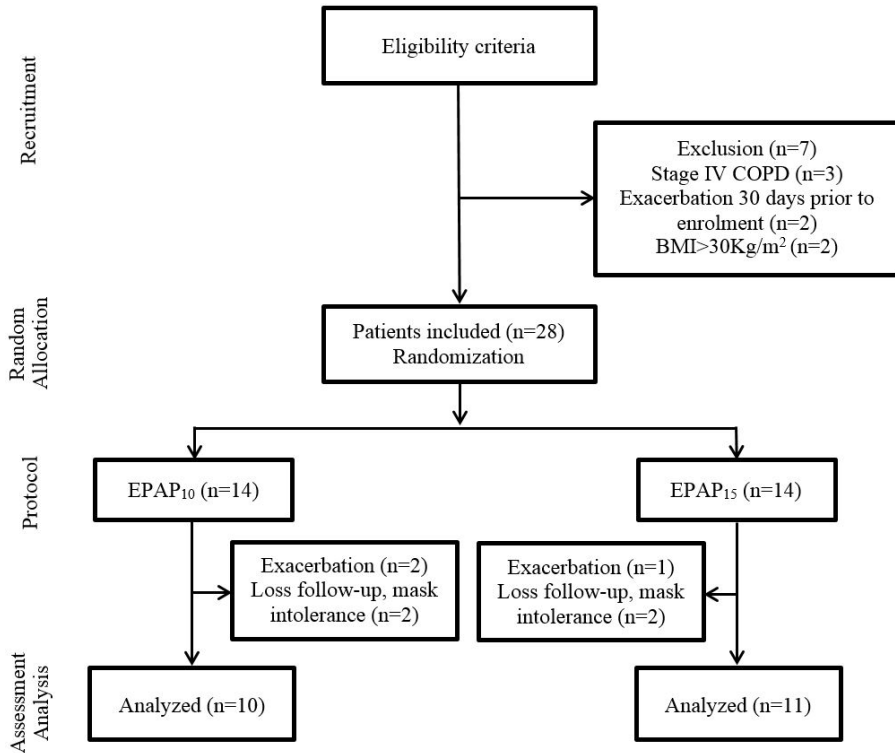 Recruitment
Eligibility criteria
Exclusion (n=7)
Stage IV COPD (n=3)
Exacerbation 30 days prior to
enrolment (n=2)
BMI>30Kg/m² (n=2)
Random
Allocation
Patients included (n=28)
Randomization
Protocol
EPAP₁₀ (n=14)
EPAP₁₅ (n=14)
Exacerbation (n=2)
Loss follow-up, mask
intolerance (n=2)
Exacerbation (n=1)
Loss follow-up, mask
intolerance (n=2)
Assessment
Analysis
Analyzed (n=10)
Analyzed (n=11)